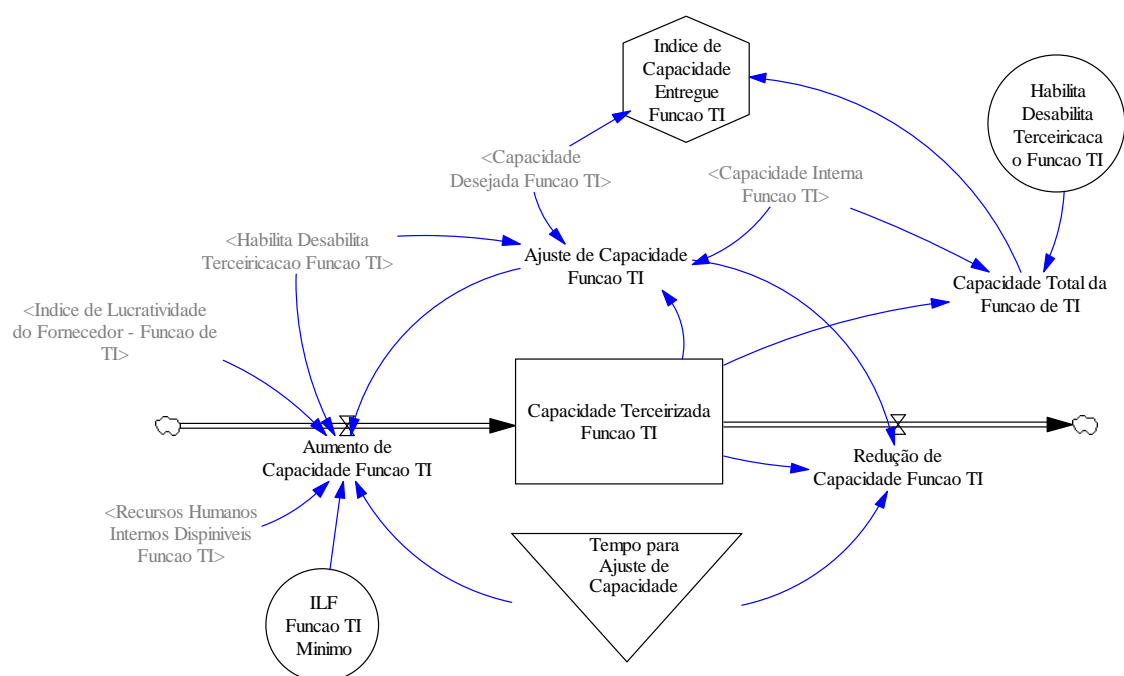 Indice de
Capacidade
Entregue
Funcao TI
Habilita
Desabilita
Terceiricaca
o Funcao TI
<Capacidade
Desejada Funcao TI>
<Capacidade Interna
Funcao TI>
<Habilita Desabilita
Terceiricacao Funcao TI>
Ajuste de Capacidade
Funcao TI
Capacidade Total da
Funcao de TI
<Indice de Lucratividade
do Fornecedor - Funcao de
TI>
Capacidade Terceirizada
Funcao TI
Aumento de
Capacidade Funcao TI
Redução de
Capacidade Funcao TI
<Recursos Humanos
Internos Dispiniveis
Funcao TI>
Tempo para
Ajuste de
Capacidade
ILF
Funcao TI
Minimo